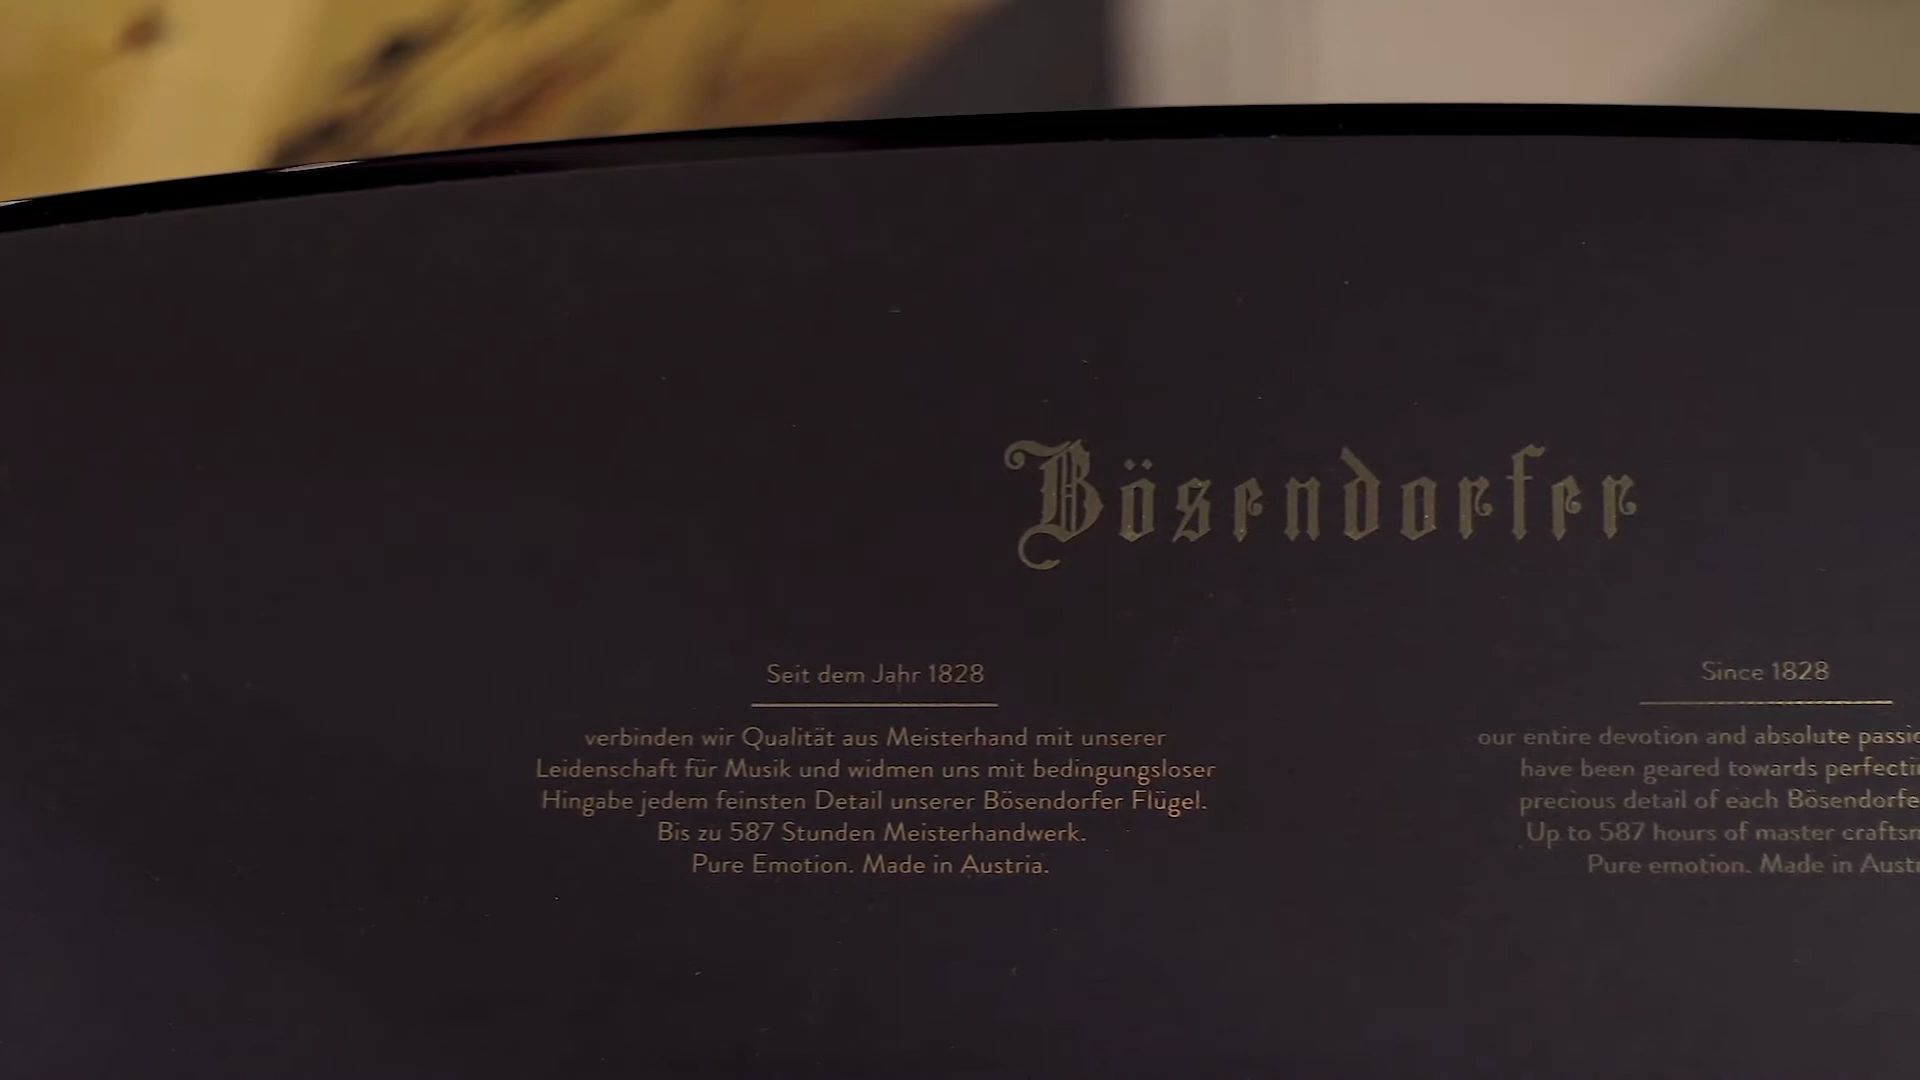 Bösendorfer
Seit dem Jahr 1828
verbinden wir Qualität aus Meisterhand mit unserer
Leidenschaft für Musik und widmen uns mit bedingungsloser
Hingabe jedem feinsten Detail unserer Bösendorfer Flügel.
Bis zu 587 Stunden Meisterhandwerk.
Pure Emotion. Made in Austria.
Since 1828
our entire devotion and absolute
have been geared towards
precious detail of each
Up to 587 hours of master
Pure emotion. Made in